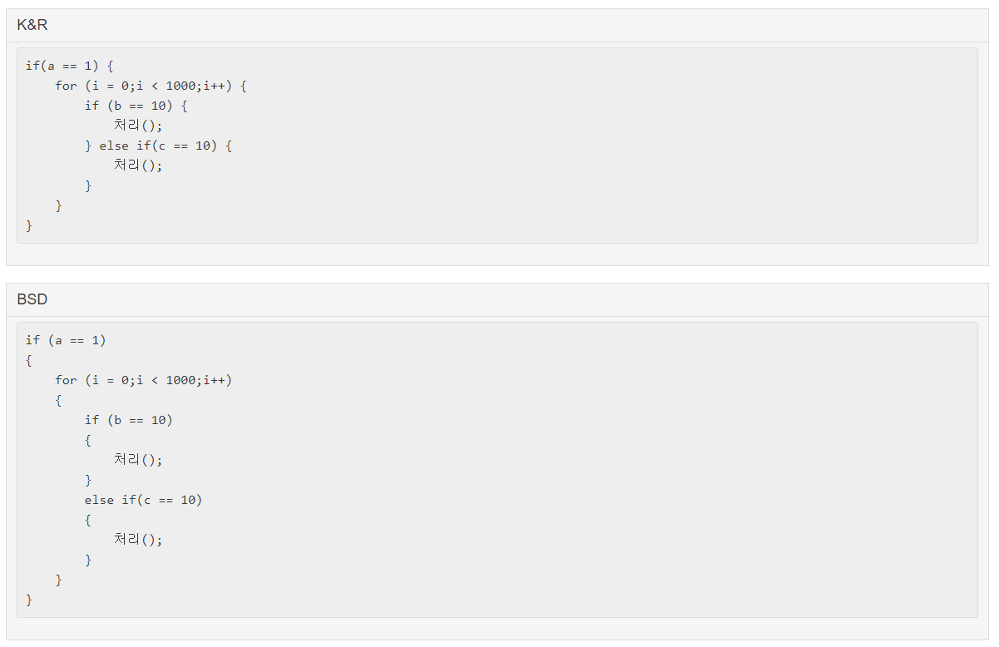 K&R
if(a == 1) {
    for (i = 0;i < 1000;i++) {
        if (b == 10) {
            처리();
        } else if(c == 10) {
            처리();
        }
    }
}
BSD
if (a == 1)
{
    for (i = 0;i < 1000;i++)
    {
        if (b == 10)
        {
            처리();
        }
        else if(c == 10)
        {
            처리();
        }
    }
}